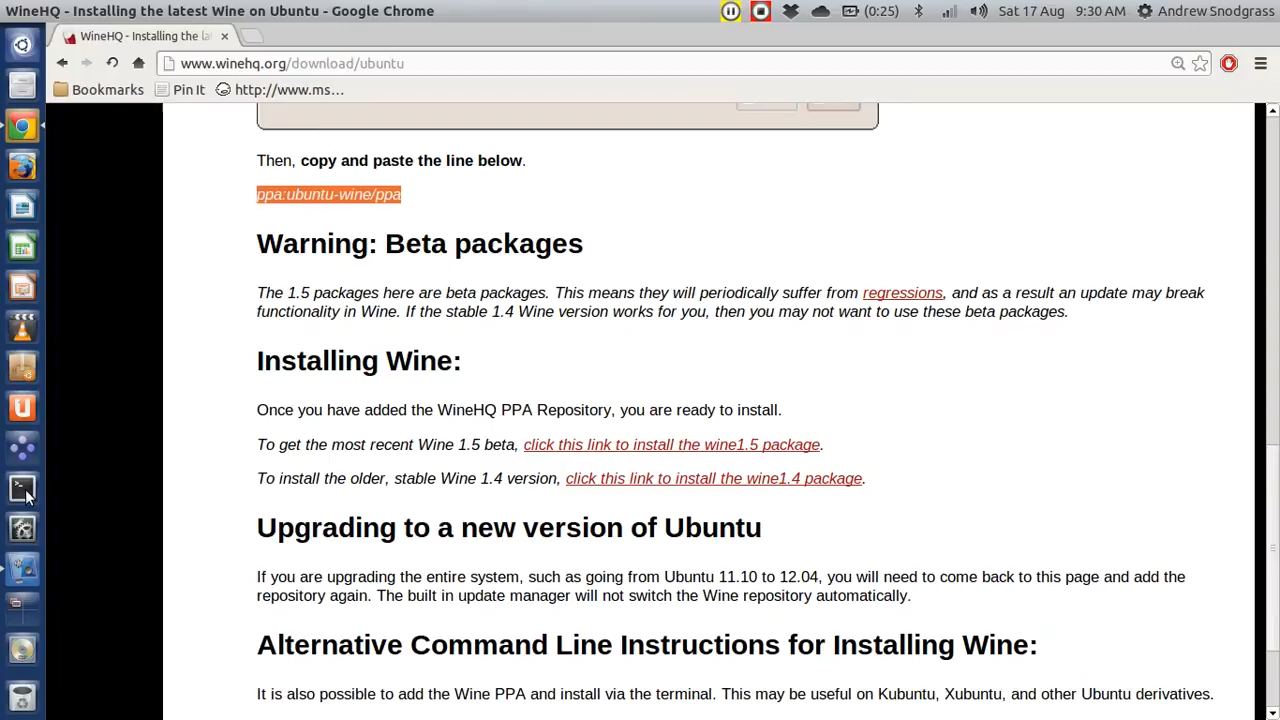 WineHQ - Installing the latest Wine on Ubuntu - Google Chrome
(0:25)
Sat 17 Aug
9:30 AM
Andrew Snodgrass
WineHQ - Installing the la
www.winehq.org/download/ubuntu
Bookmarks
Pin It
http://www.ms...
Then, copy and paste the line below.
ppa:ubuntu-wine/ppa
Warning: Beta packages
The 1.5 packages here are beta packages. This means they will periodically suffer from regressions, and as a result an update may break
functionality in Wine. If the stable 1.4 Wine version works for you, then you may not want to use these beta packages.
Installing Wine:
Once you have added the WineHQ PPA Repository, you are ready to install.
To get the most recent Wine 1.5 beta, click this link to install the wine1.5 package.
To install the older, stable Wine 1.4 version, click this link to install the wine1.4 package.
Upgrading to a new version of Ubuntu
If you are upgrading the entire system, such as going from Ubuntu 11.10 to 12.04, you will need to come back to this page and add the
repository again. The built in update manager will not switch the Wine repository automatically.
Alternative Command Line Instructions for Installing Wine:
It is also possible to add the Wine PPA and install via the terminal. This may be useful on Kubuntu, Xubuntu, and other Ubuntu derivatives.